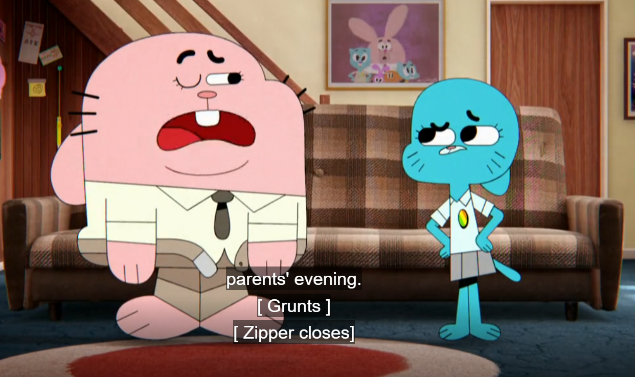 parents' evening.
[ Grunts ]
[ Zipper closes]